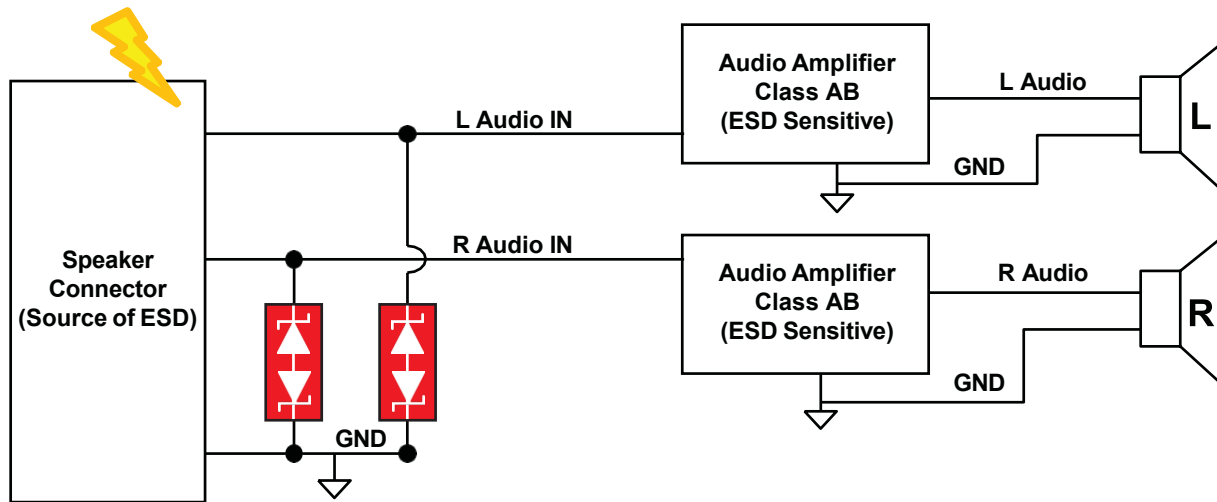 Speaker
Connector
(Source of ESD)
L Audio IN
R Audio IN
GND
Audio Amplifier
Class AB
(ESD Sensitive)
L Audio
GND
L
Audio Amplifier
Class AB
(ESD Sensitive)
R Audio
GND
R